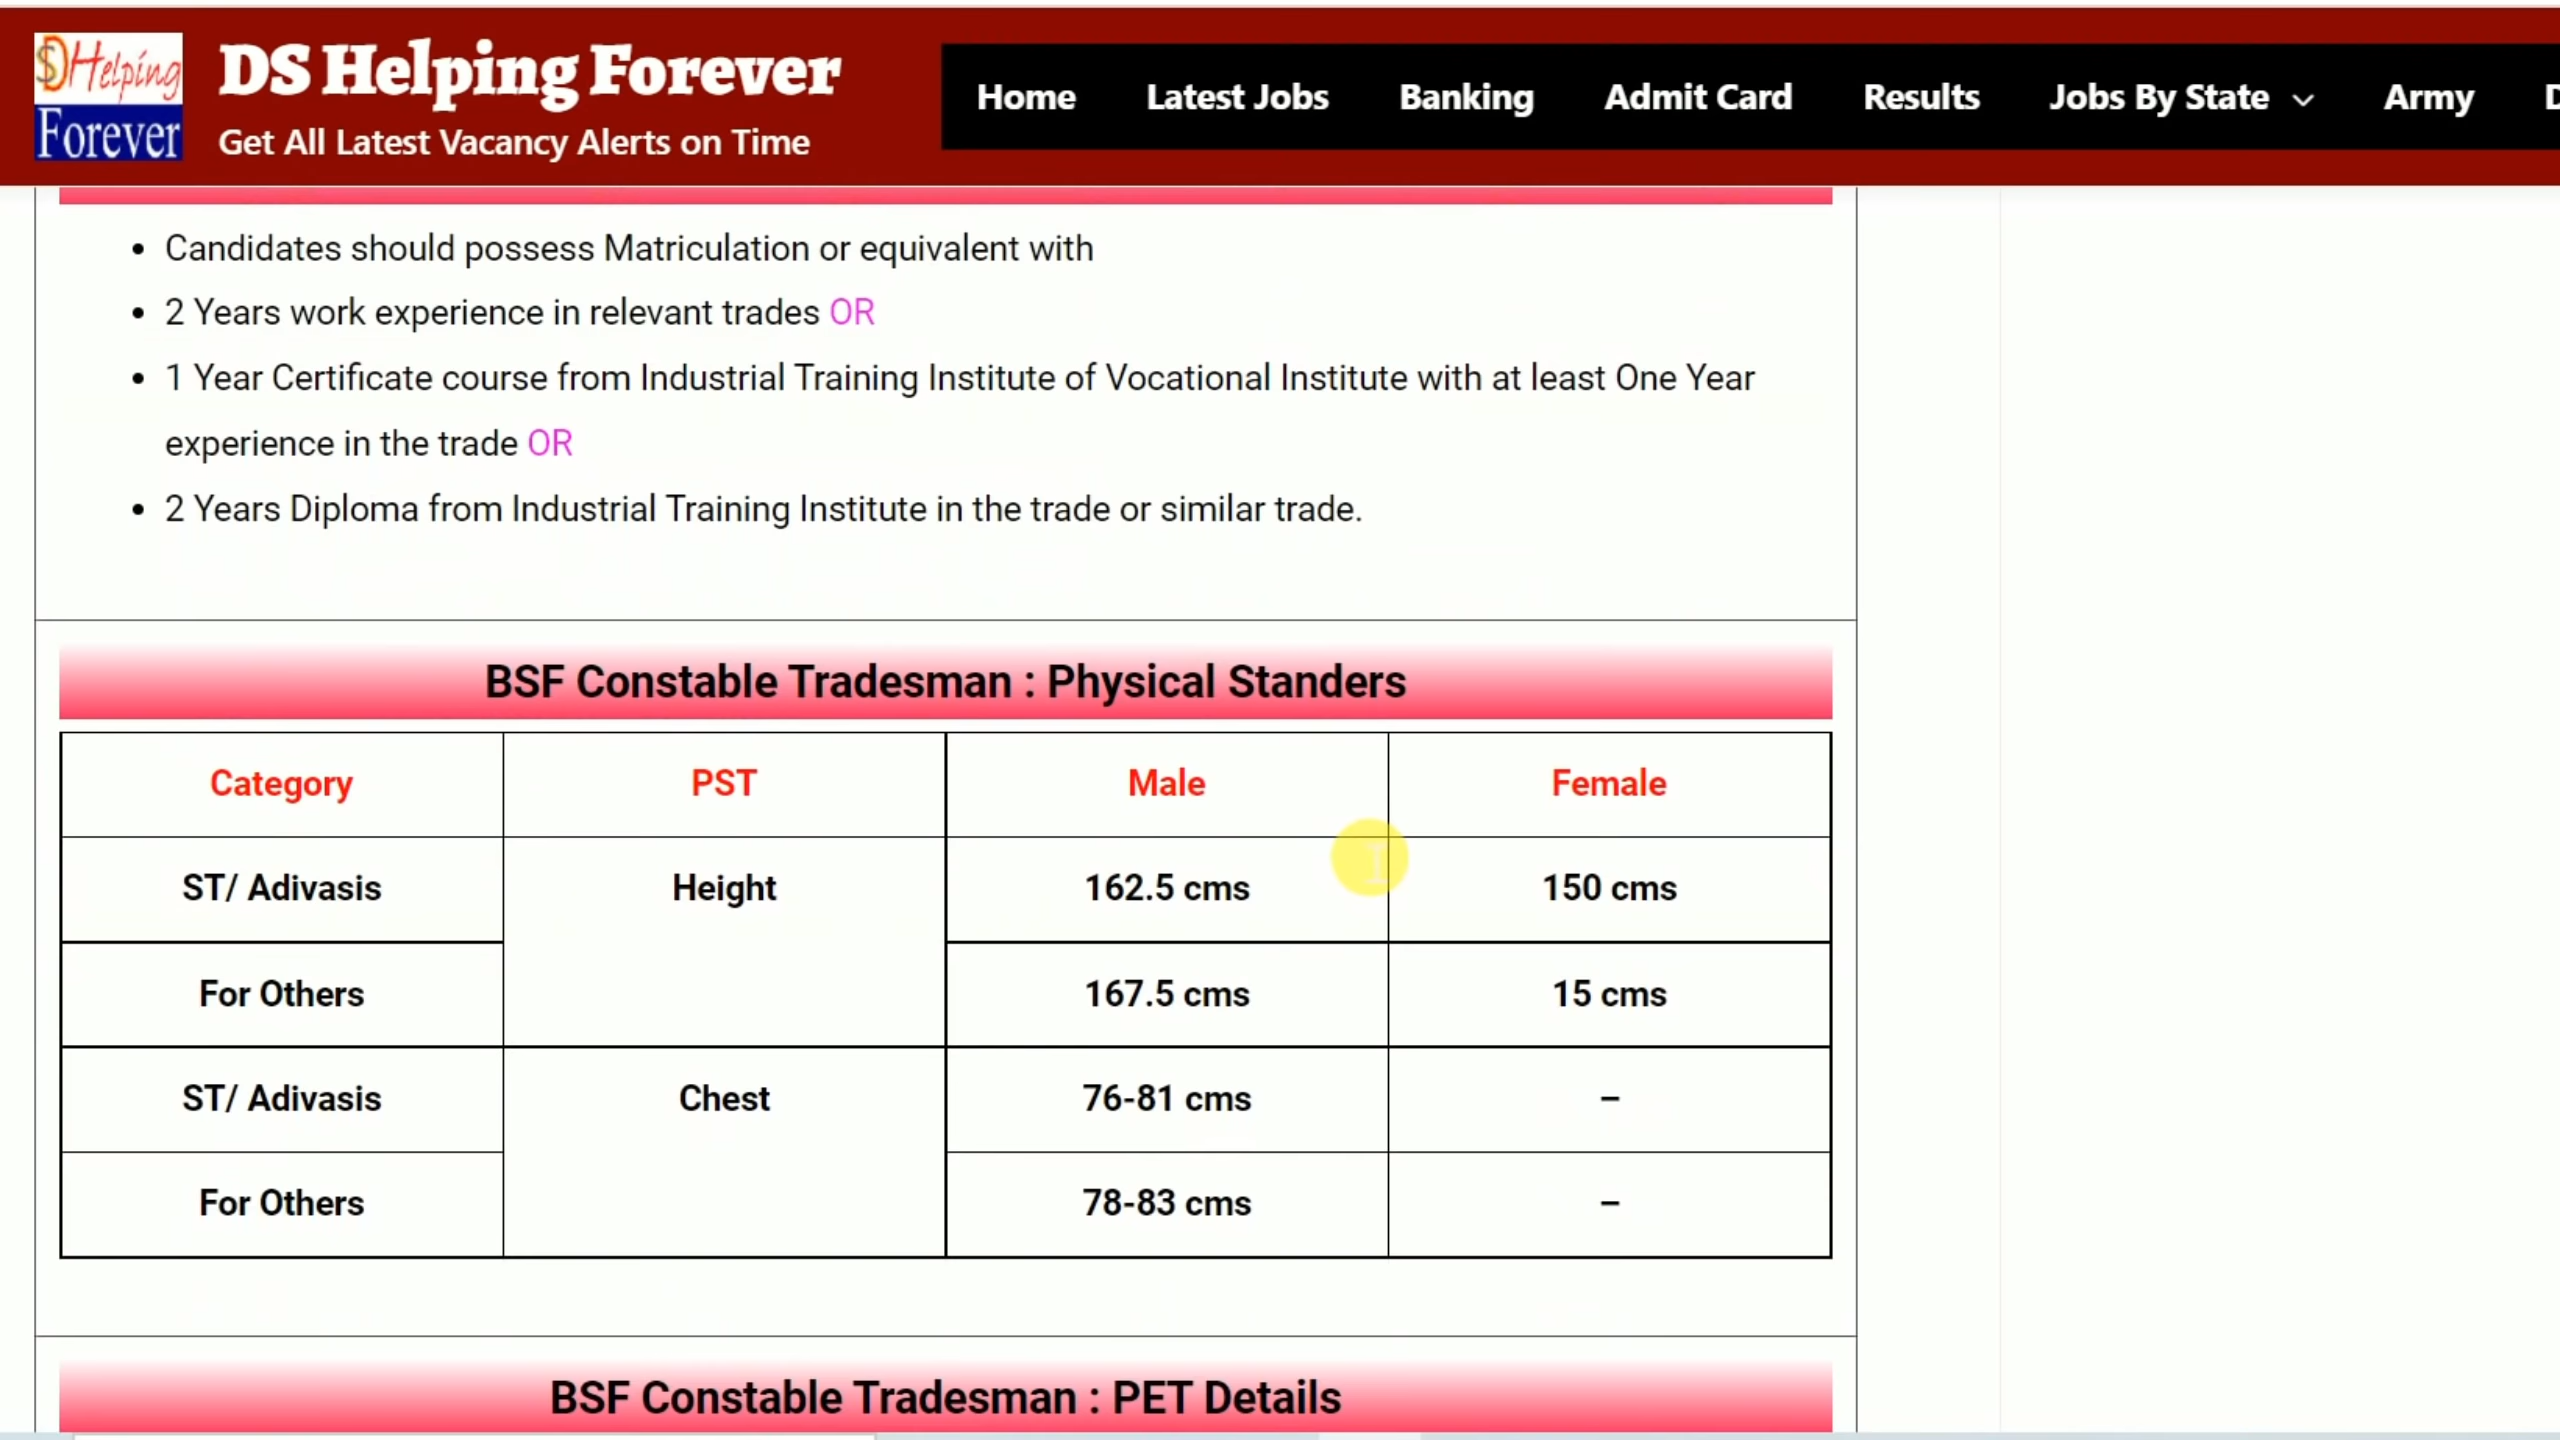 DHelping
Forever
DS Helping Forever
Get All Latest Vacancy Alerts on Time
Home Latest Jobs Banking Admit Card Results Jobs By State Army D
Candidates should possess Matriculation or equivalent with
2 Years work experience in relevant trades OR
1 Year Certificate course from Industrial Training Institute of Vocational Institute with at least One Year
experience in the trade OR
2 Years Diploma from Industrial Training Institute in the trade or similar trade.
BSF Constable Tradesman : Physical Standers
Category PST Male Female
ST/ Adivasis Height 162.5 cms 150 cms
For Others 167.5 cms 15 cms
ST/ Adivasis Chest 76-81 cms –
For Others 78-83 cms –
BSF Constable Tradesman : PET Details